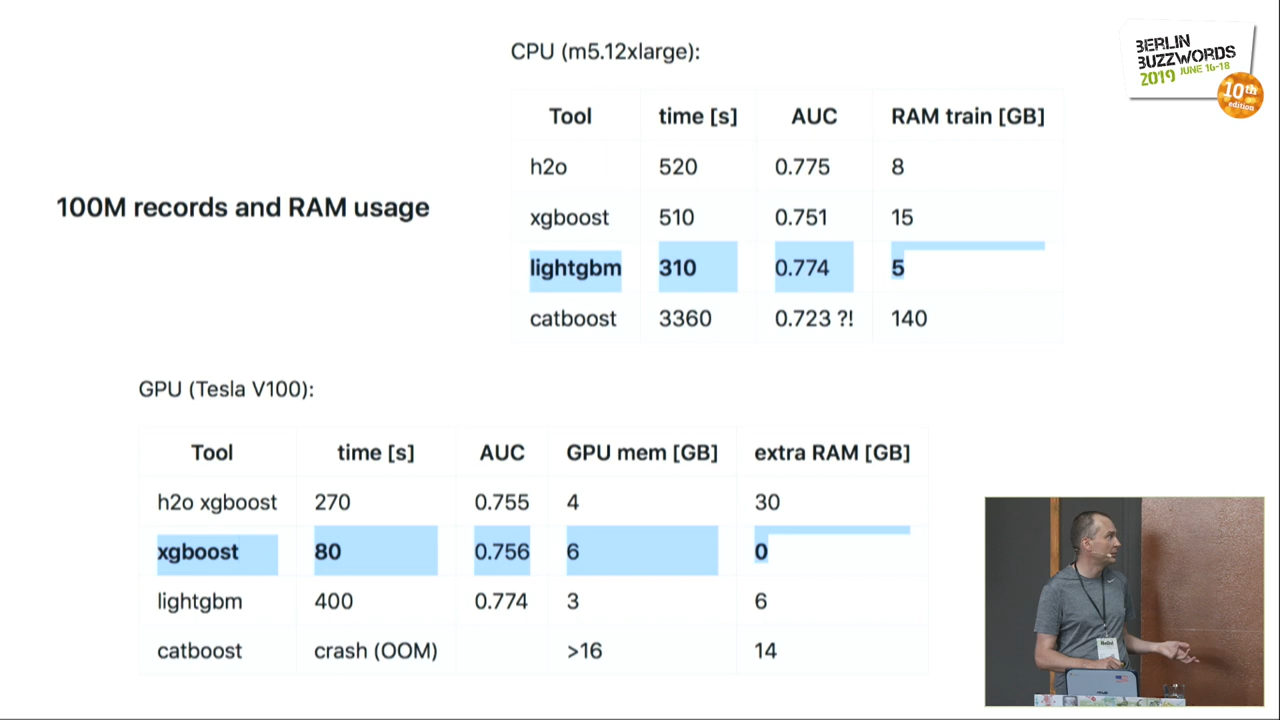 BERLIN
BUZZWORDS
2019 JUNE 16-18
10th
edition
CPU (m5.12xlarge):
Tool time [s] AUC RAM train [GB]
h2o 520 0.775 8
100M records and RAM usage
xgboost 510 0.751 15
lightgbm 310 0.774 5
catboost 3360 0.723 ?! 140
GPU (Tesla V100):
Tool time [s] AUC GPU mem [GB] extra RAM [GB]
h2o xgboost 270 0.755 4 30
xgboost 80 0.756 6 0
lightgbm 400 0.774 3 6
catboost crash (OOM) >16 14
Hello!
ASUS